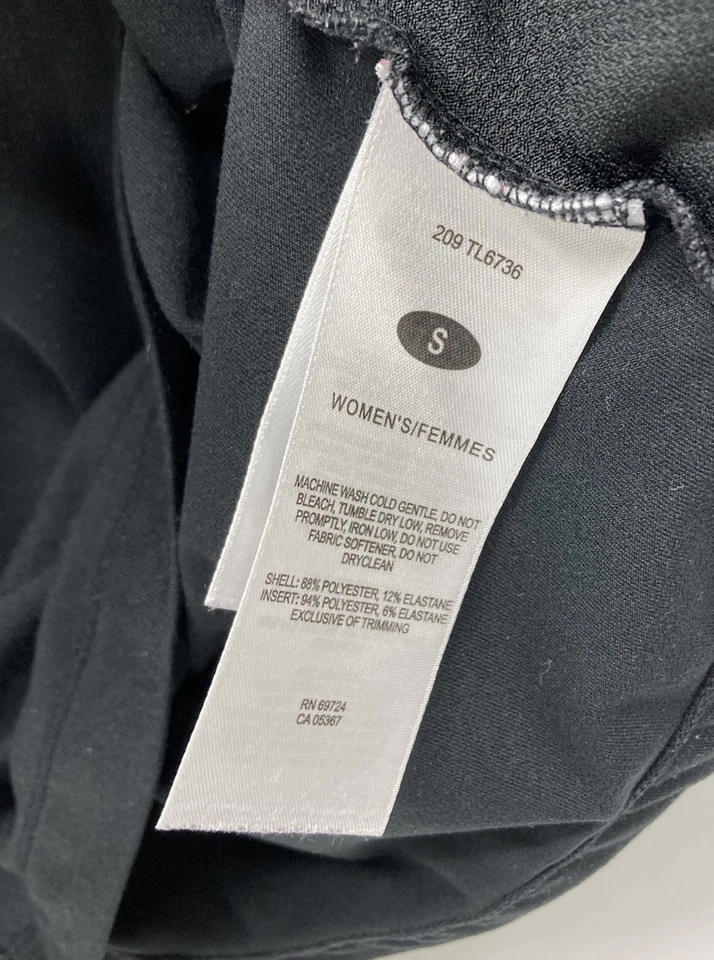 209 TL6736
S
WOMEN'S/FEMMES
MACHINE WASH COLD GENTLE, DO NOT
BLEACH, TUMBLE DRY LOW, REMOVE
PROMPTLY, IRON LOW, DO NOT USE
FABRIC SOFTENER, DO NOT
DRYCLEAN
SHELL: 88% POLYESTER, 12% ELASTANE
INSERT: 94% POLYESTER, 6% ELASTANE
EXCLUSIVE OF TRIMMING
RN 69724
CA 05367